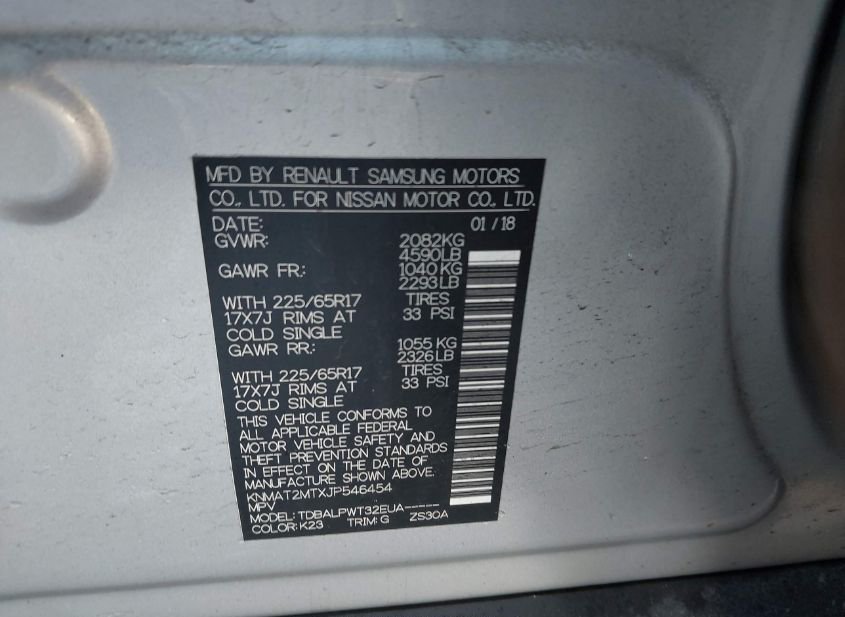 MFD BY RENAULT SAMSUNG MOTORS
CO., LTD. FOR NISSAN MOTOR CO., LTD.
DATE: 01/18
GVWR: 2082KG
4590LB
GAWR FR.: 1040KG
2293LB
WITH 225/65R17 TIRES
17X7J RIMS AT 33 PSI
COLD SINGLE
GAWR RR.: 1055KG
2326LB
WITH 225/65R17 TIRES
17X7J RIMS AT 33 PSI
COLD SINGLE
THIS VEHICLE CONFORMS TO
ALL APPLICABLE FEDERAL
MOTOR VEHICLE SAFETY AND
THEFT PREVENTION STANDARDS
IN EFFECT ON THE DATE OF
MANUFACTURE SHOWN ABOVE.
KNMAT2MTXJP546454
MPV
MODEL: TDBALPWT32EUA-----
COLOR: K23 TRIM: G ZS30A